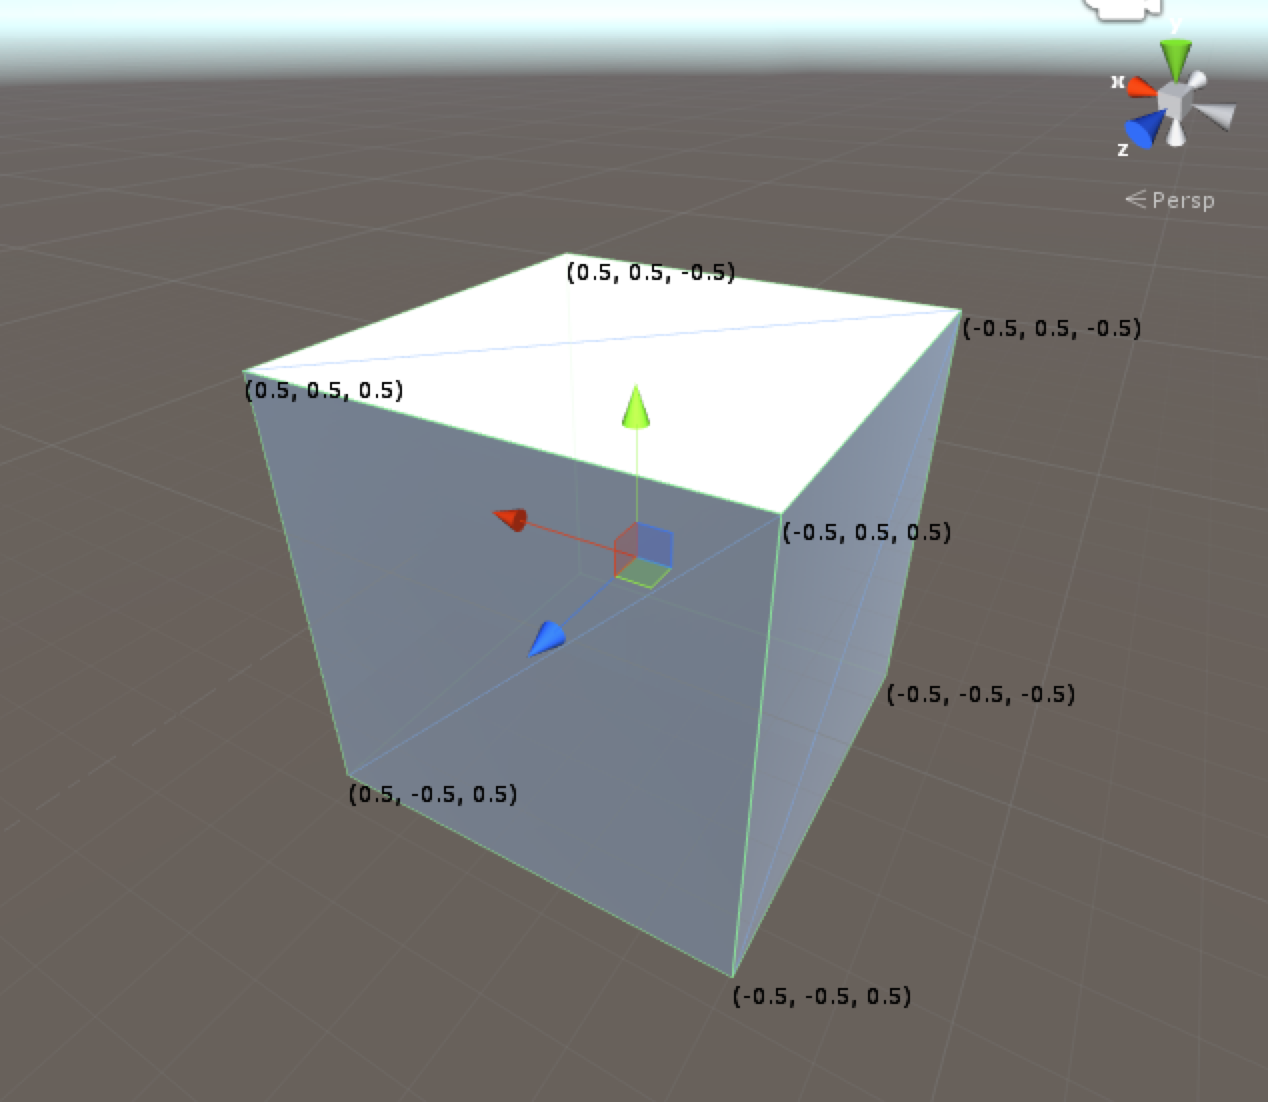 y
x
z
Persp
(0.5, 0.5, -0.5)
(-0.5, 0.5, -0.5)
(0.5, 0.5, 0.5)
(-0.5, 0.5, 0.5)
(-0.5, -0.5, -0.5)
(0.5, -0.5, 0.5)
(-0.5, -0.5, 0.5)